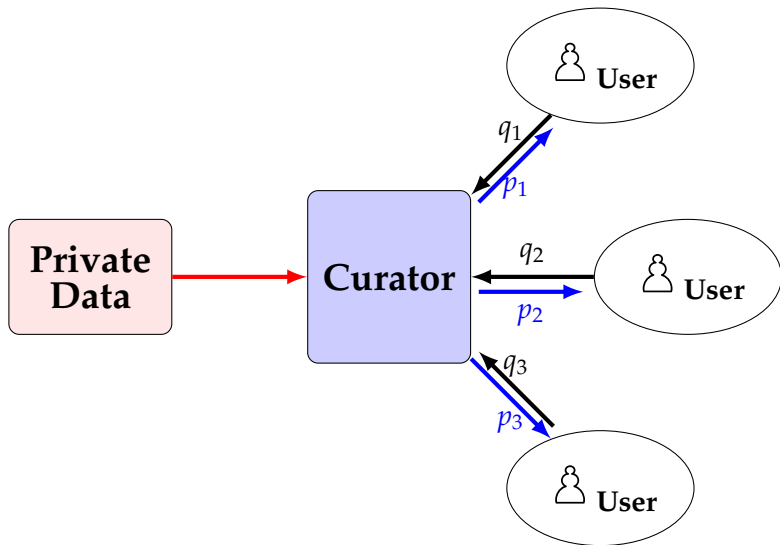 User
q1
p1
Private
Data
Curator
q2
p2
User
q3
p3
User